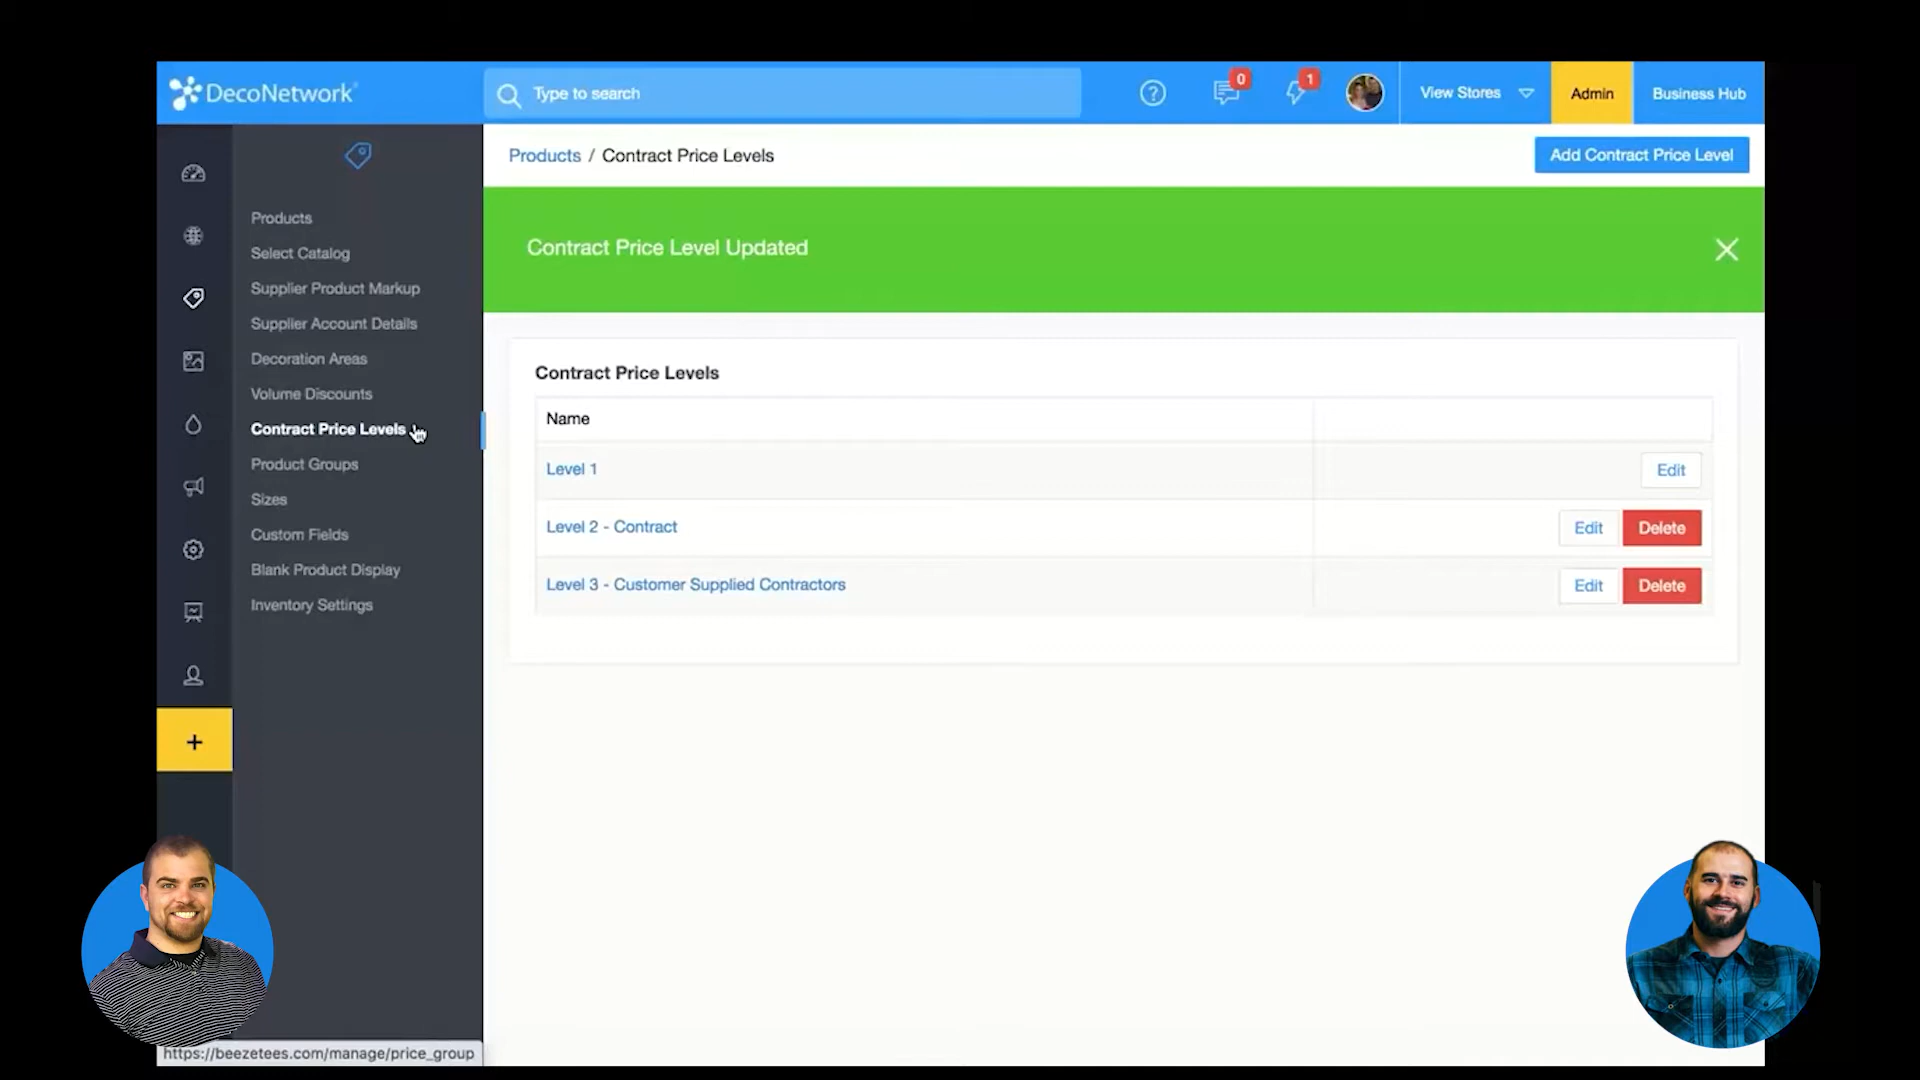 DecoNetwork
Type to search
0
1
View Stores
Admin
Business Hub
Products / Contract Price Levels
Add Contract Price Level
Contract Price Level Updated
Products
Select Catalog
Supplier Product Markup
Supplier Account Details
Decoration Areas
Volume Discounts
Contract Price Levels
Product Groups
Sizes
Custom Fields
Blank Product Display
Inventory Settings
Contract Price Levels
Name
Level 1
Edit
Level 2 - Contract
Edit
Delete
Level 3 - Customer Supplied Contractors
Edit
Delete
https://beezetees.com/manage/price_group